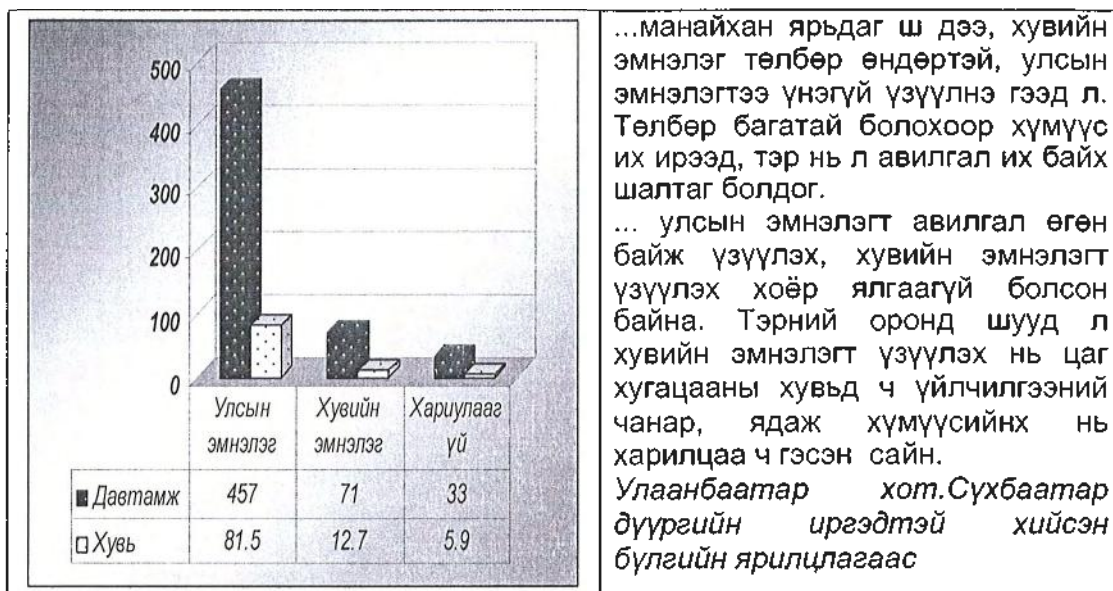 500
400
300
200
100
0
Улсын эмнэлэг
Хувийн эмнэлэг
Хариулааг үй
Давтамж 457 71 33
Хувь 81.5 12.7 5.9
...манайхан ярьдаг ш дээ, хувийн
эмнэлэг төлбөр өндөртэй, улсын
эмнэлэгтээ үнэгүй үзүүлнэ гээд л.
Төлбөр багатай болохоор хүмүүс
их ирээд, тэр нь л авилгал их байх
шалтаг болдог.
... улсын эмнэлэгт авилгал өгөн
байж үзүүлэх, хувийн эмнэлэгт
үзүүлэх хоёр ялгаагүй болсон
байна. Тэрний оронд шууд л
хувийн эмнэлэгт үзүүлэх нь цаг
хугацааны хувьд ч үйлчилгээний
чанар, ядаж хүмүүсийнх нь
харилцаа ч гэсэн сайн.
Улаанбаатар хот.Сүхбаатар
дүүргийн иргэдтэй хийсэн
бүлгийн ярилцлагаас